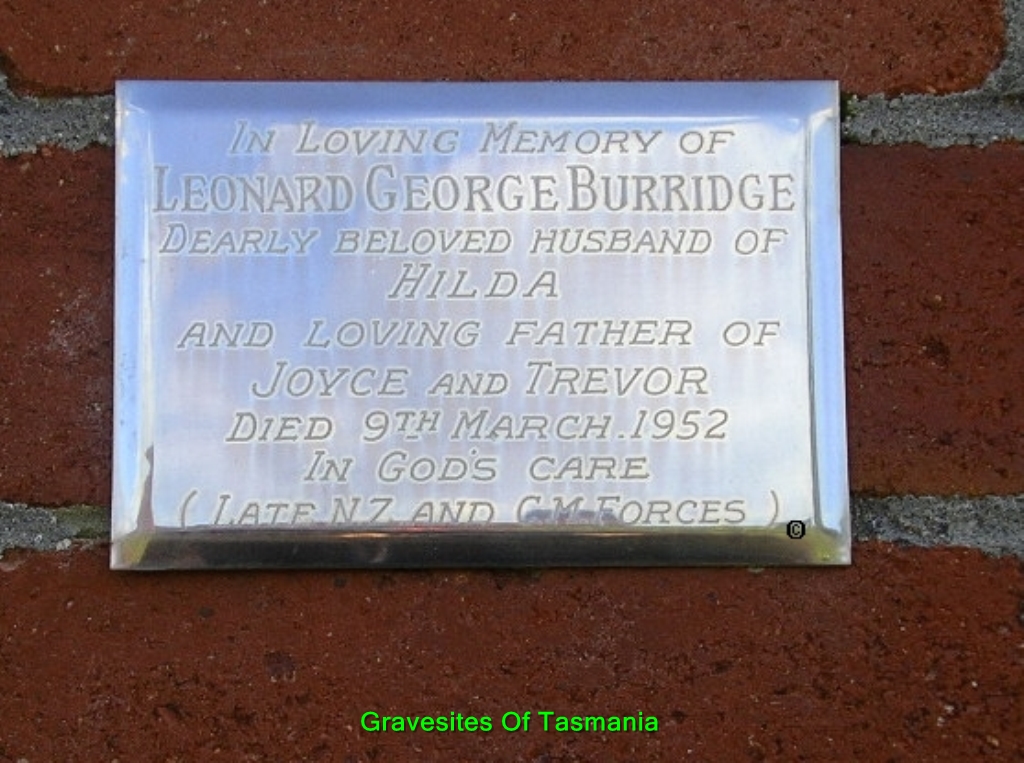 In Loving Memory of
Leonard George Burridge
Dearly beloved husband of
Hilda
and loving father of
Joyce and Trevor
Died 9th March.1952
In God's care
( Late N.Z. and C.M. Forces )
©
Gravesites Of Tasmania